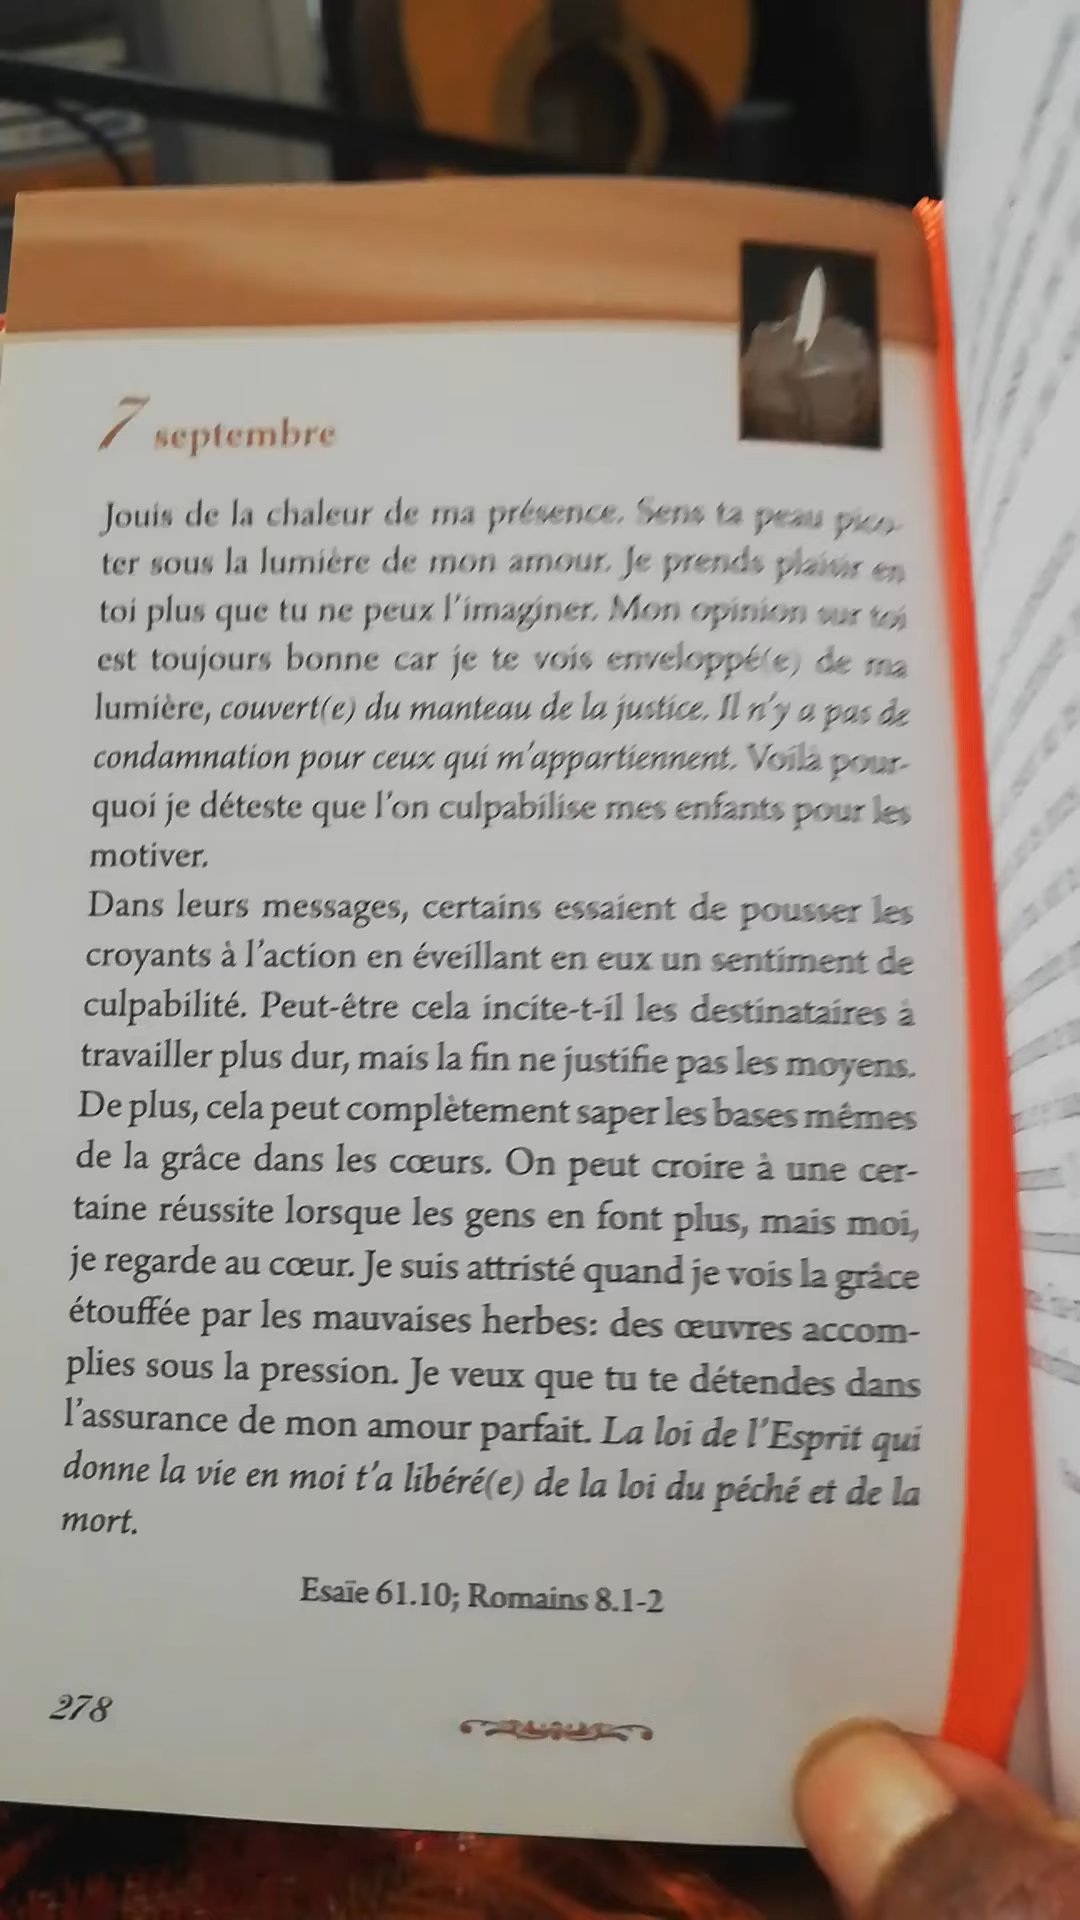 7 septembre
Jouis de la chaleur de ma présence. Sens ta peau pico-
ter sous la lumière de mon amour. Je prends plaisir en
toi plus que tu ne peux l'imaginer. Mon opinion sur toi
est toujours bonne car je te vois enveloppé(e) de ma
lumière, couvert(e) du manteau de la justice. Il n'y a pas de
condamnation pour ceux qui m'appartiennent. Voilà pour-
quoi je déteste que l'on culpabilise mes enfants pour les
motiver.
Dans leurs messages, certains essaient de pousser les
croyants à l'action en éveillant en eux un sentiment de
culpabilité. Peut-être cela incite-t-il les destinataires à
travailler plus dur, mais la fin ne justifie pas les moyens.
De plus, cela peut complètement saper les bases mêmes
de la grâce dans les cœurs. On peut croire à une cer-
taine réussite lorsque les gens en font plus, mais moi,
je regarde au cœur. Je suis attristé quand je vois la grâce
étouffée par les mauvaises herbes: des œuvres accom-
plies sous la pression. Je veux que tu te détendes dans
l'assurance de mon amour parfait. La loi de l'Esprit qui
donne la vie en moi t'a libéré(e) de la loi du péché et de la
mort.
Esaïe 61.10; Romains 8.1-2
278